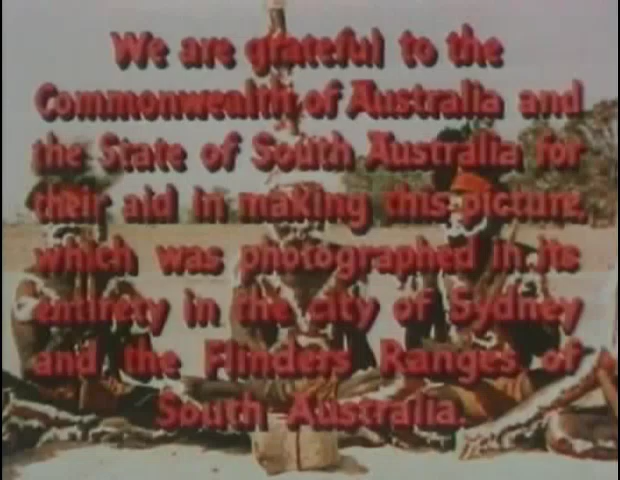 We are grateful to the
Commonwealth of Australia and
the State of South Australia for
their aid in making this picture,
which was photographed in its
entirety in the city of Sydney
and the Flinders Ranges of
South Australia.